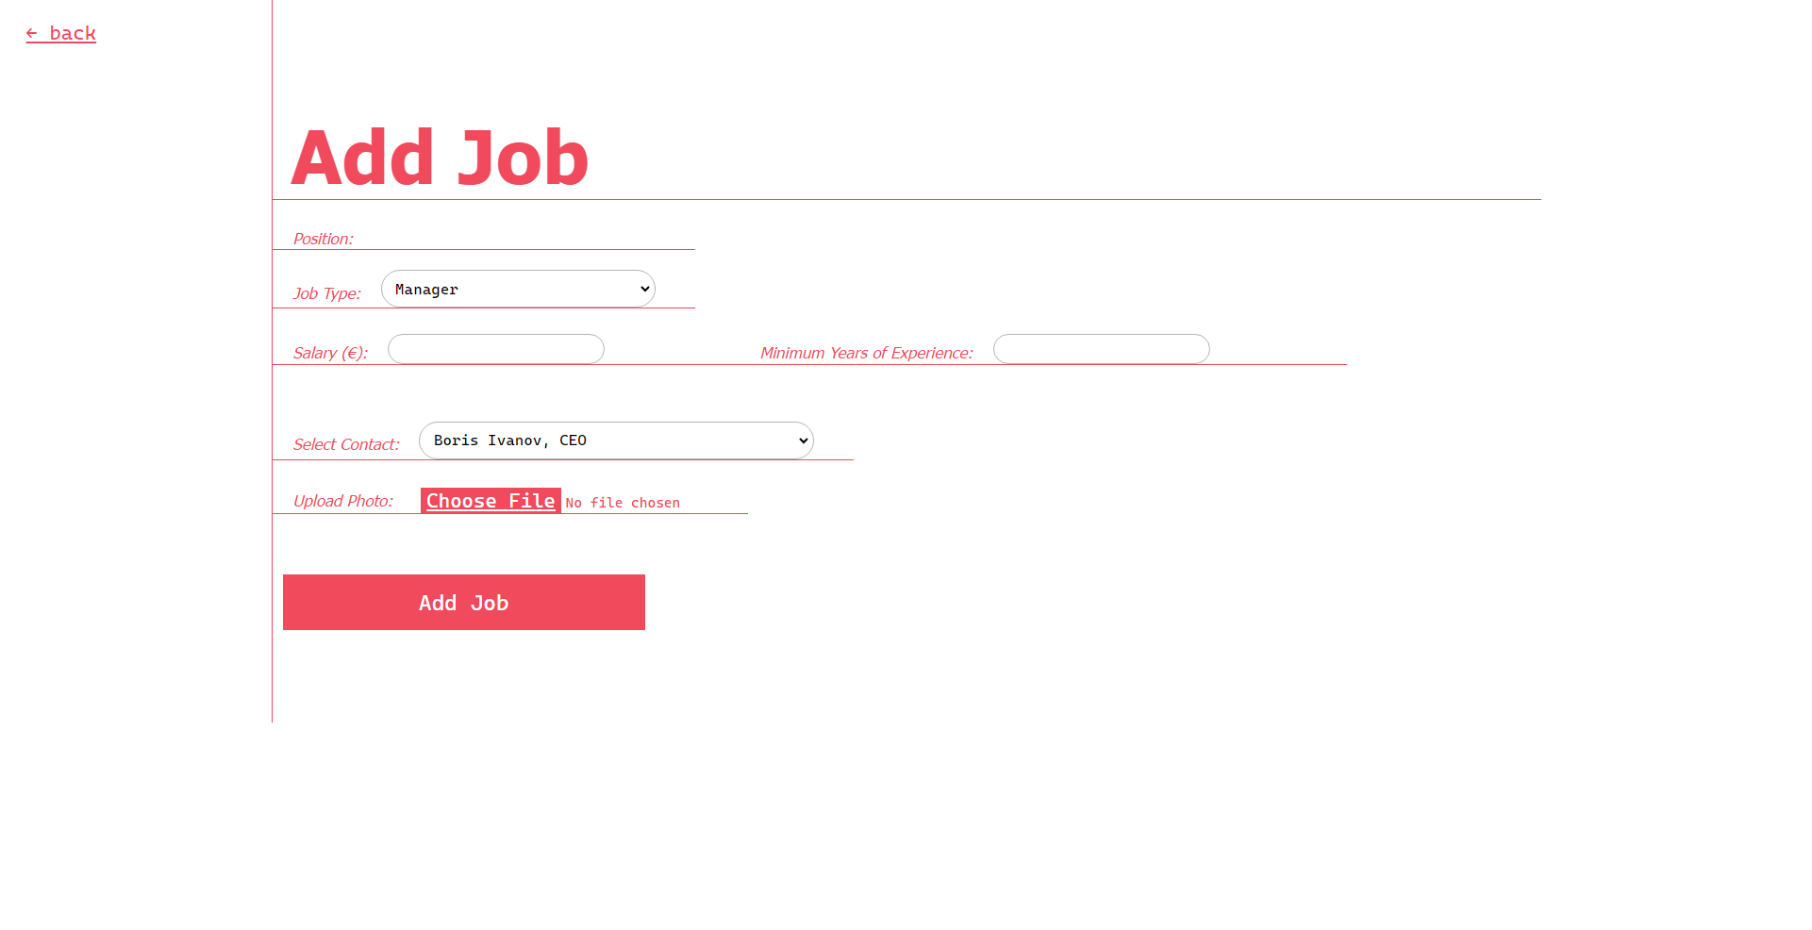 ← back
Add Job
Position:
Job Type: Manager
Salary (€): Minimum Years of Experience:
Select Contact: Boris Ivanov, CEO
Upload Photo: Choose File No file chosen
Add Job